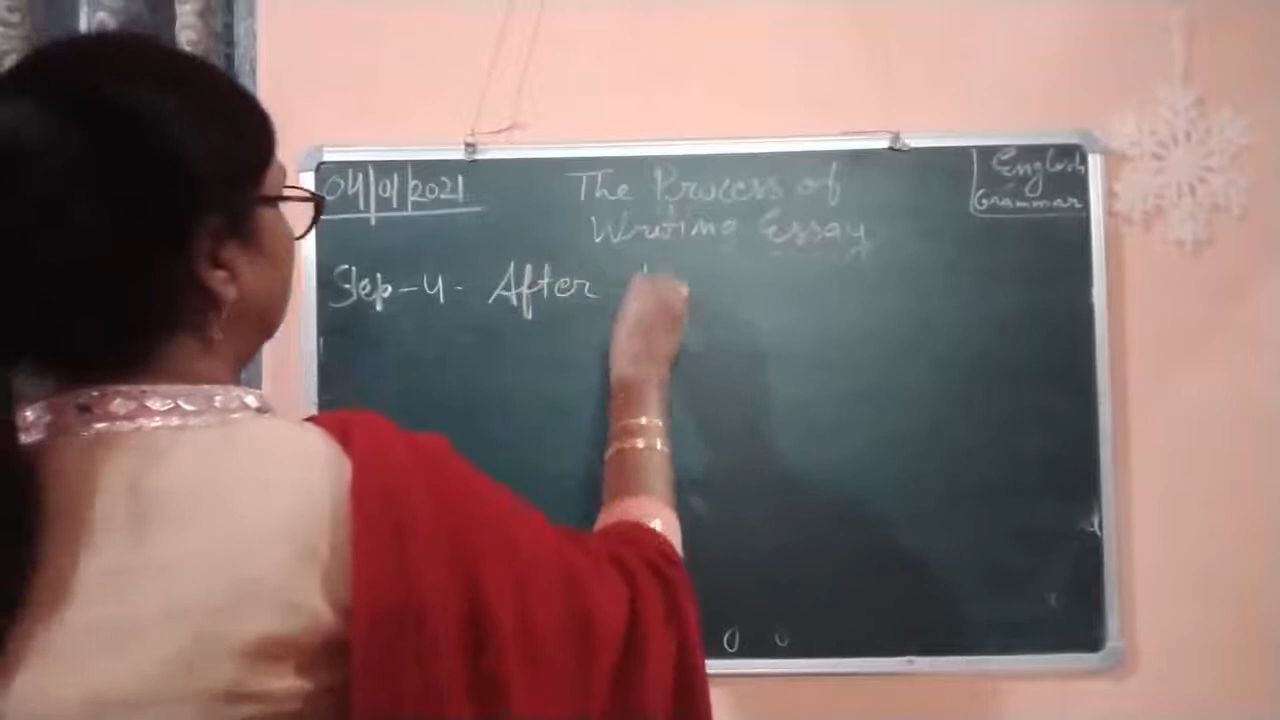 04/01/2021
The Process of
Writing Essay
English
Grammar
Step-4. After